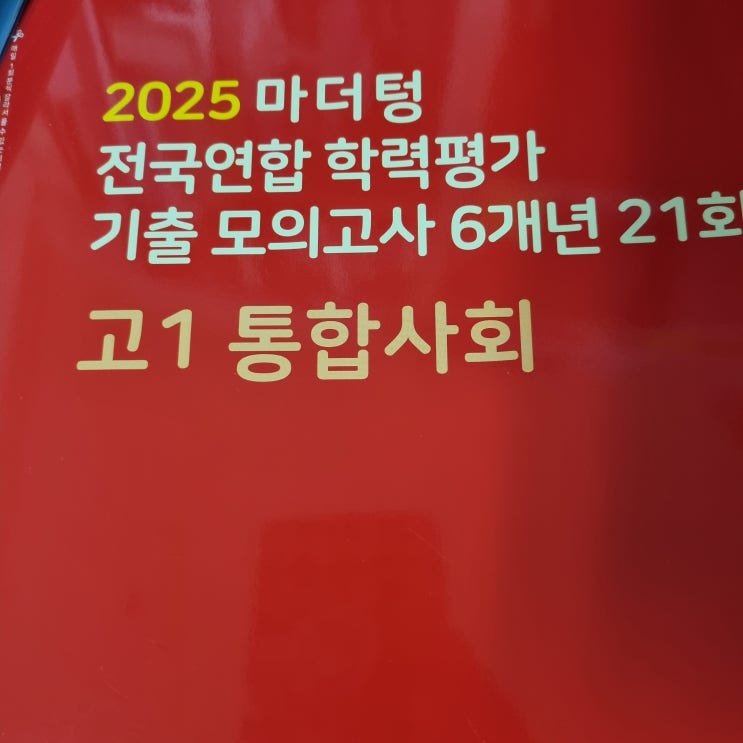 2025 마더텅
전국연합 학력평가
기출 모의고사 6개년 21회
고1 통합사회